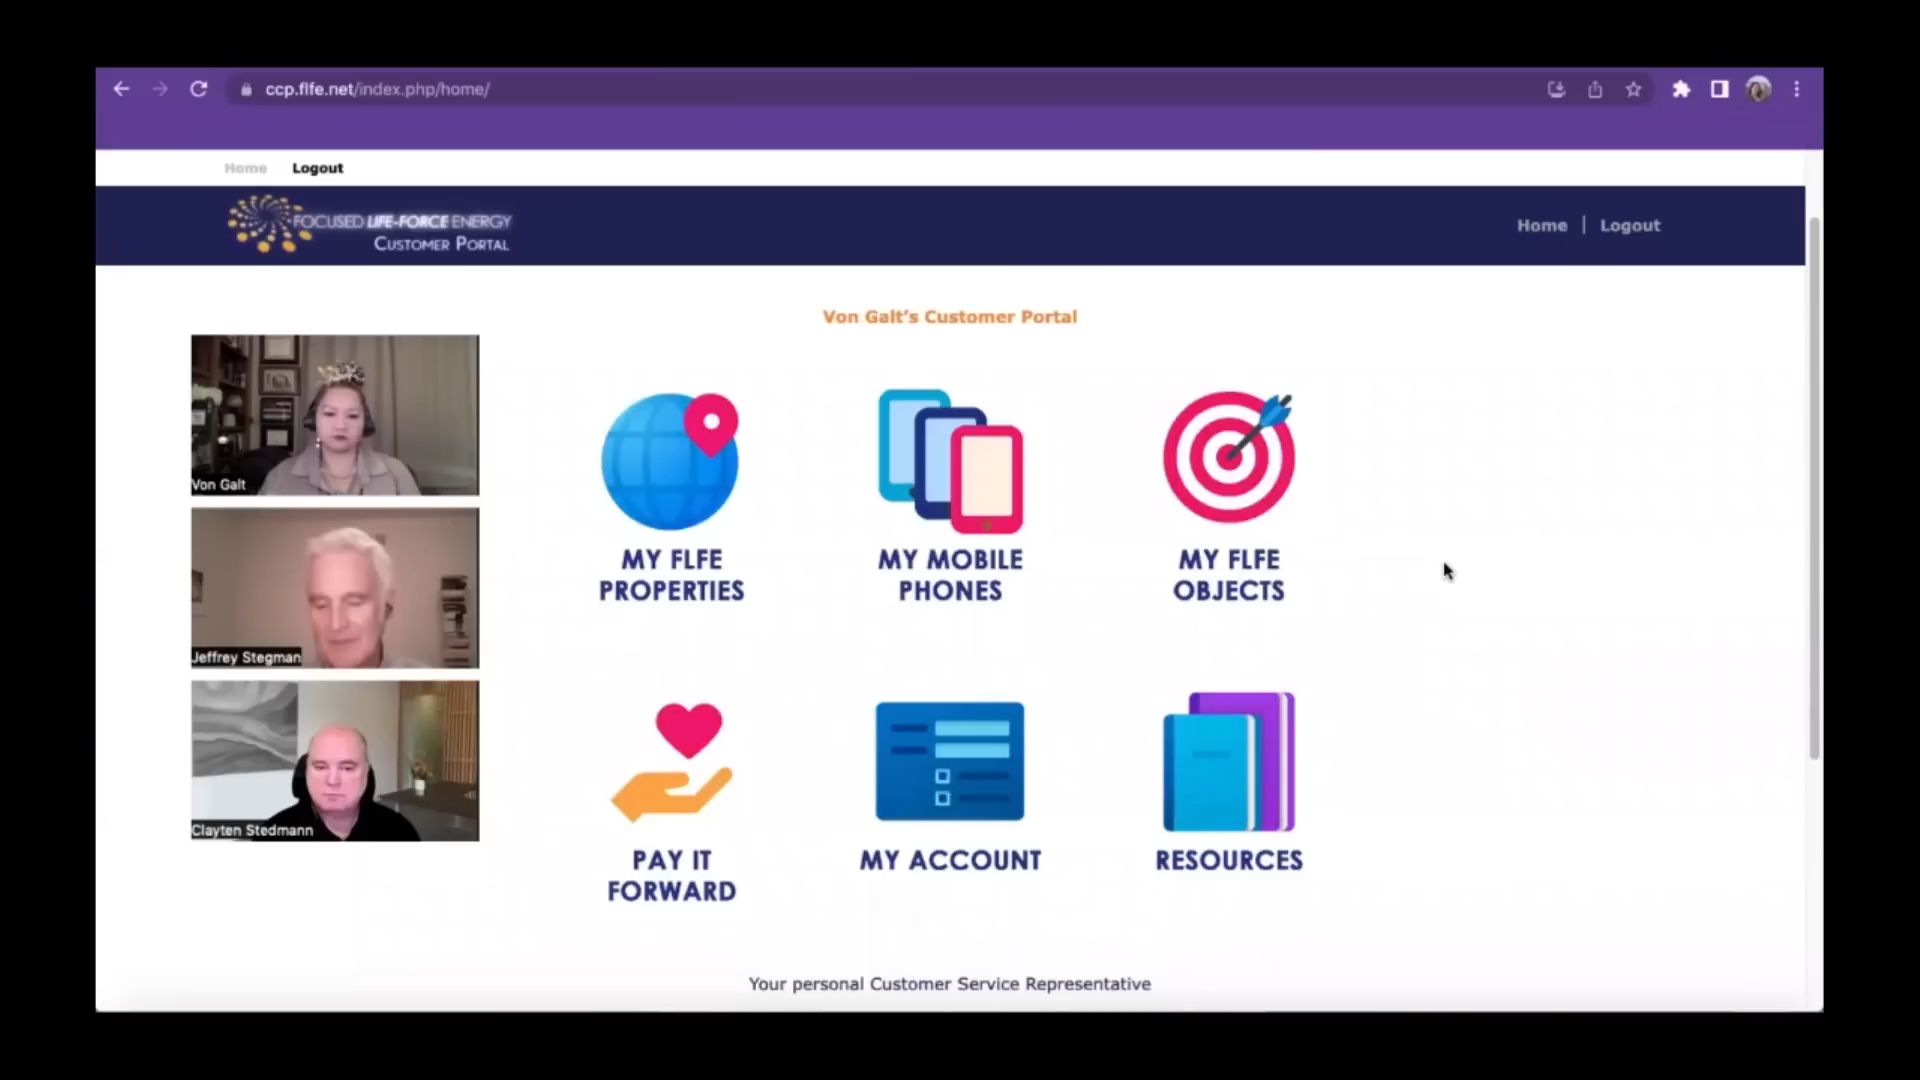 ccp.flfe.net/index.php/home/
Home Logout
FOCUSED LIFE-FORCE ENERGY
CUSTOMER PORTAL
Home | Logout
Von Galt's Customer Portal
Von Galt
Jeffrey Stegman
Clayten Stedmann
MY FLFE
PROPERTIES
MY MOBILE
PHONES
MY FLFE
OBJECTS
PAY IT
FORWARD
MY ACCOUNT
RESOURCES
Your personal Customer Service Representative